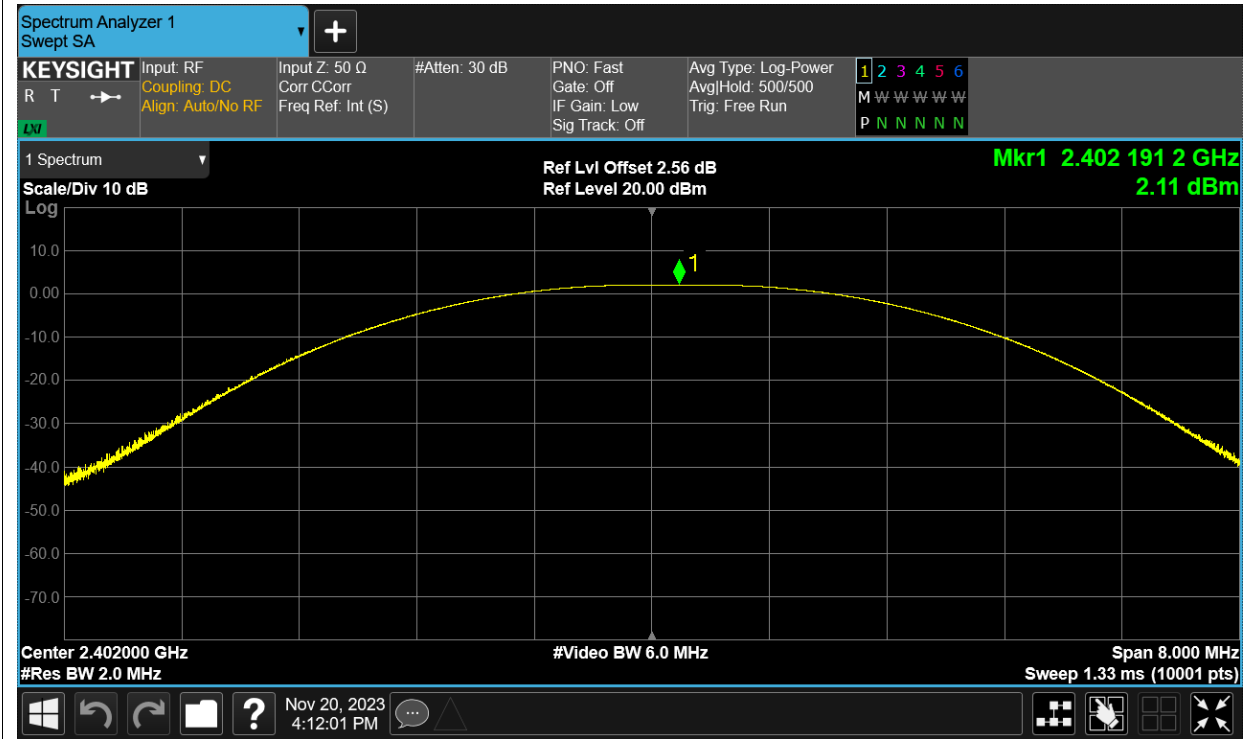 Spectrum Analyzer 1
Swept SA
KEYSIGHT
R T
LXI
Input: RF
Coupling: DC
Align: Auto/No RF
Input Z: 50 Ω
Corr CCorr
Freq Ref: Int (S)
#Atten: 30 dB
PNO: Fast
Gate: Off
IF Gain: Low
Sig Track: Off
Avg Type: Log-Power
Avg|Hold: 500/500
Trig: Free Run
1 2 3 4 5 6
M W W W W W
P N N N N N
1 Spectrum
Scale/Div 10 dB
Log
Ref Lvl Offset 2.56 dB
Ref Level 20.00 dBm
Mkr1 2.402 191 2 GHz
2.11 dBm
1
10.0
0.00
-10.0
-20.0
-30.0
-40.0
-50.0
-60.0
-70.0
Center 2.402000 GHz
#Res BW 2.0 MHz
#Video BW 6.0 MHz
Span 8.000 MHz
Sweep 1.33 ms (10001 pts)
?
Nov 20, 2023
4:12:01 PM